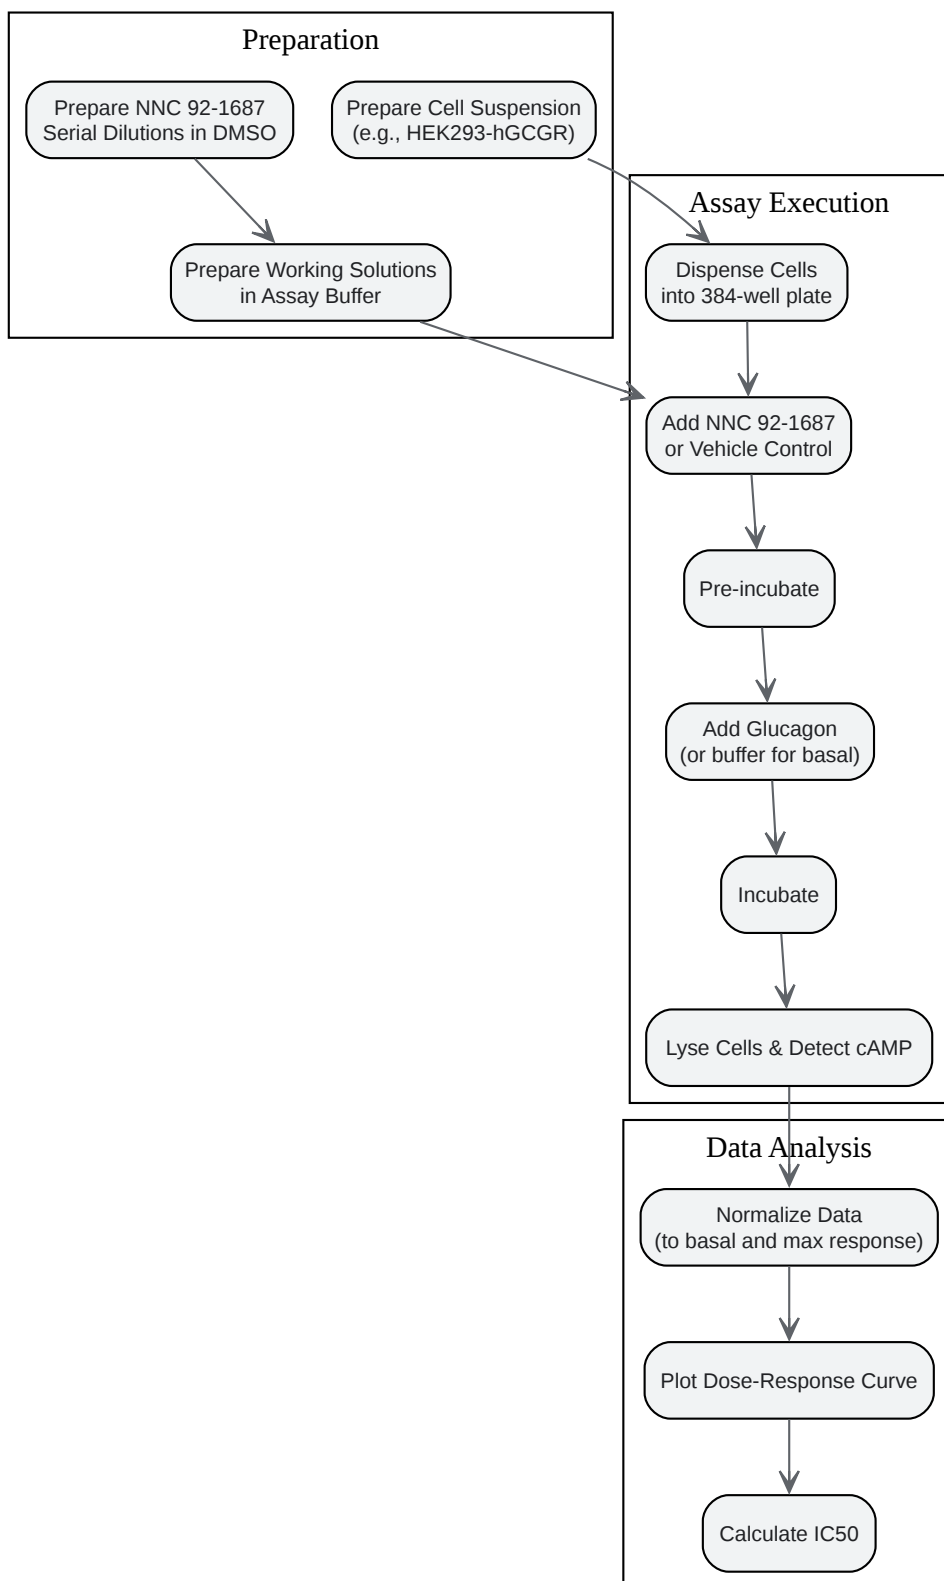 Preparation
Prepare NNC 92-1687
Serial Dilutions in DMSO
Prepare Cell Suspension
(e.g., HEK293-hGCGR)
Prepare Working Solutions
in Assay Buffer
Assay Execution
Dispense Cells
into 384-well plate
Add NNC 92-1687
or Vehicle Control
Pre-incubate
Add Glucagon
(or buffer for basal)
Incubate
Lyse Cells & Detect cAMP
Data Analysis
Normalize Data
(to basal and max response)
Plot Dose-Response Curve
Calculate IC50